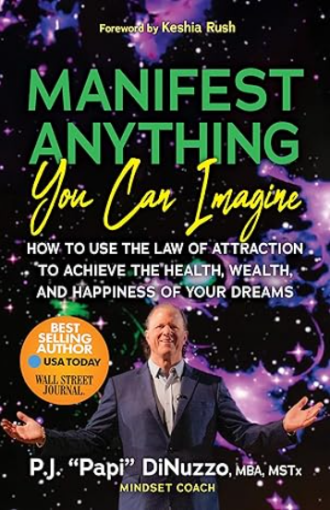 Foreword by Keshia Rush
MANIFEST
ANYTHING
You Can Imagine
HOW TO USE THE LAW OF ATTRACTION
TO ACHIEVE THE HEALTH, WEALTH,
AND HAPPINESS OF YOUR DREAMS
BEST
SELLING
AUTHOR
USA TODAY
WALL STREET
JOURNAL.
P.J. “Papi” DiNuzzo, MBA, MSTx
MINDSET COACH